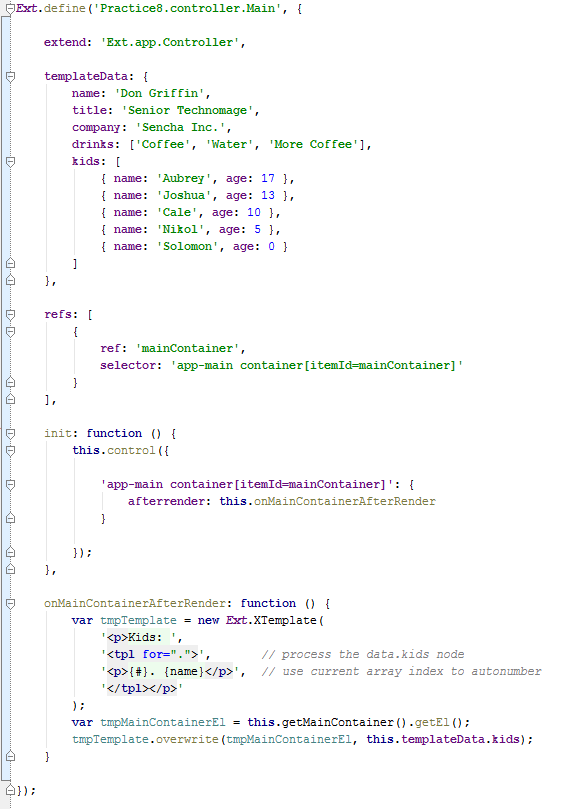 Ext.define('Practice8.controller.Main', {
extend: 'Ext.app.Controller',
templateData: {
name: 'Don Griffin',
title: 'Senior Technomage',
company: 'Sencha Inc.',
drinks: ['Coffee', 'Water', 'More Coffee'],
kids: [
{ name: 'Aubrey', age: 17 },
{ name: 'Joshua', age: 13 },
{ name: 'Cale', age: 10 },
{ name: 'Nikol', age: 5 },
{ name: 'Solomon', age: 0 }
]
},
refs: [
{
ref: 'mainContainer',
selector: 'app-main container[itemId=mainContainer]'
}
],
init: function () {
this.control({
'app-main container[itemId=mainContainer]': {
afterrender: this.onMainContainerAfterRender
}
});
},
onMainContainerAfterRender: function () {
var tmpTemplate = new Ext.XTemplate(
'<p>Kids: ',
'<tpl for=".">', // process the data.kids node
'<p>{#}. {name}</p>', // use current array index to autonumber
'</tpl></p>'
);
var tmpMainContainerEl = this.getMainContainer().getEl();
tmpTemplate.overwrite(tmpMainContainerEl, this.templateData.kids);
}
});